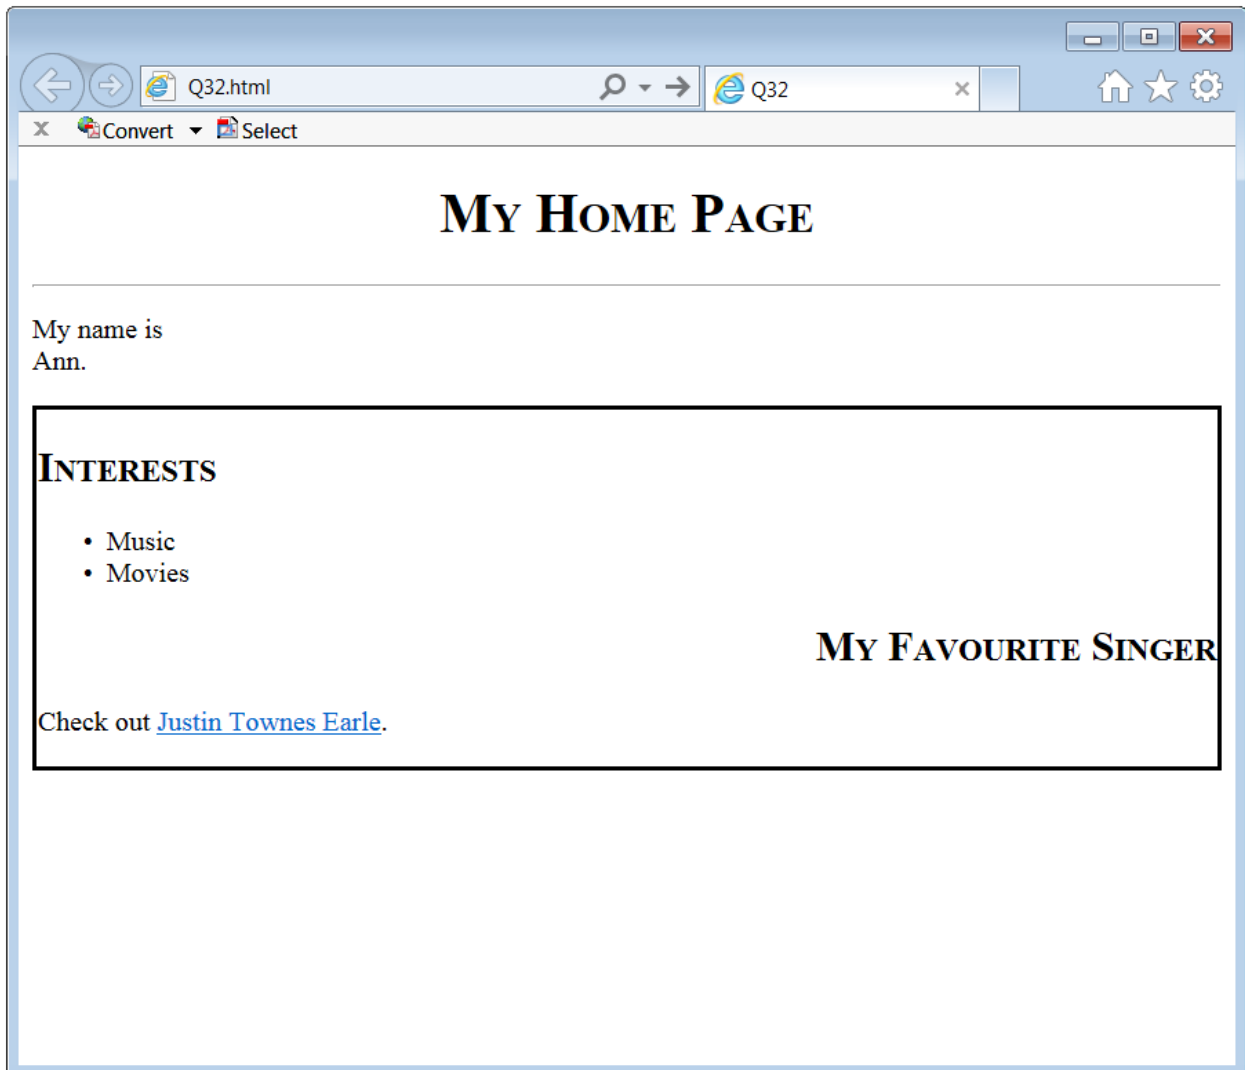 Q32.html
Q32
x Convert Select
My Home Page
My name is
Ann.
Interests
• Music
• Movies
My Favourite Singer
Check out Justin Townes Earle.